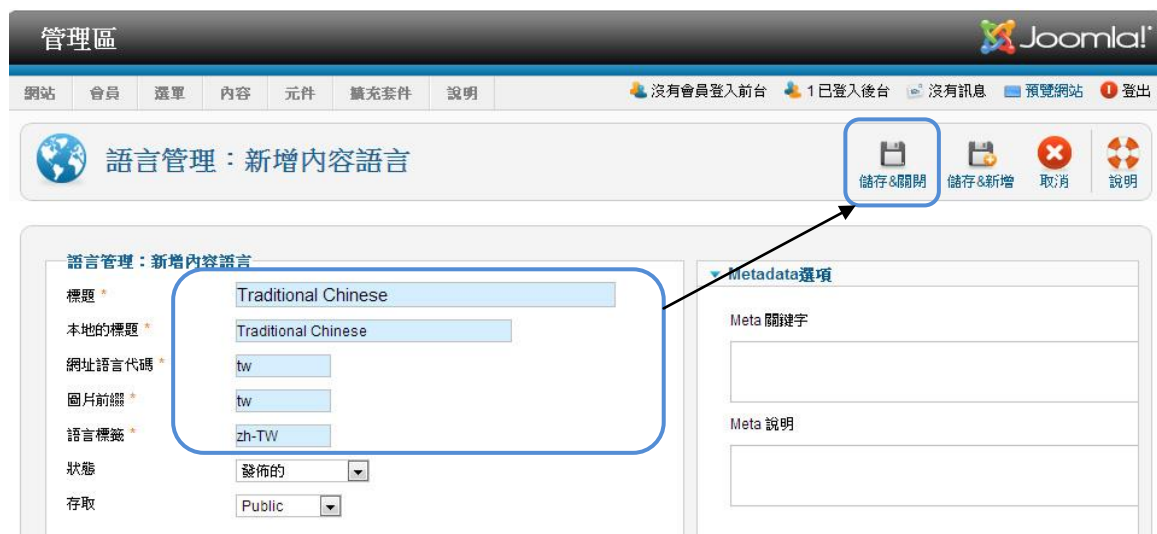 管理區
Joomla!
網站 會員 選單 內容 元件 擴充套件 說明 沒有會員登入前台 1 已登入後台 沒有訊息 預覽網站 登出
語言管理：新增內容語言
儲存&關閉 儲存&新增 取消 說明
語言管理：新增內容語言
標題 * Traditional Chinese
本地的標題 * Traditional Chinese
網址語言代碼 * tw
圖片前綴 * tw
語言標籤 * zh-TW
狀態 發佈的
存取 Public
Metadata選項
Meta 關鍵字
Meta 說明